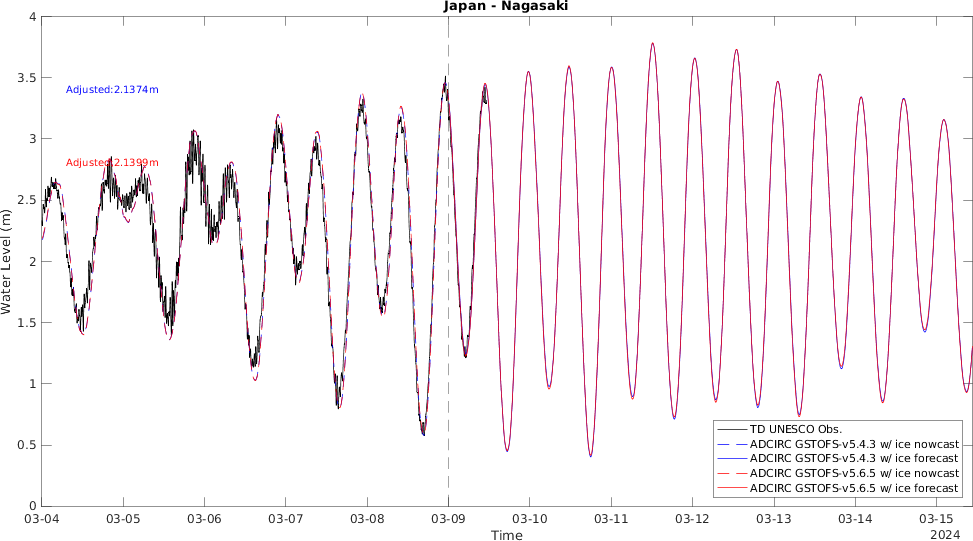 Japan - Nagasaki
4
3.5
3
2.5
2
1.5
1
0.5
0
Water Level (m)
Adjusted:2.1374m
Adjusted:2.1399m
TD UNESCO Obs.
ADCIRC GSTOFS-v5.4.3 w/ ice nowcast
ADCIRC GSTOFS-v5.4.3 w/ ice forecast
ADCIRC GSTOFS-v5.6.5 w/ ice nowcast
ADCIRC GSTOFS-v5.6.5 w/ ice forecast
03-04 03-05 03-06 03-07 03-08 03-09 03-10 03-11 03-12 03-13 03-14 03-15
Time
2024